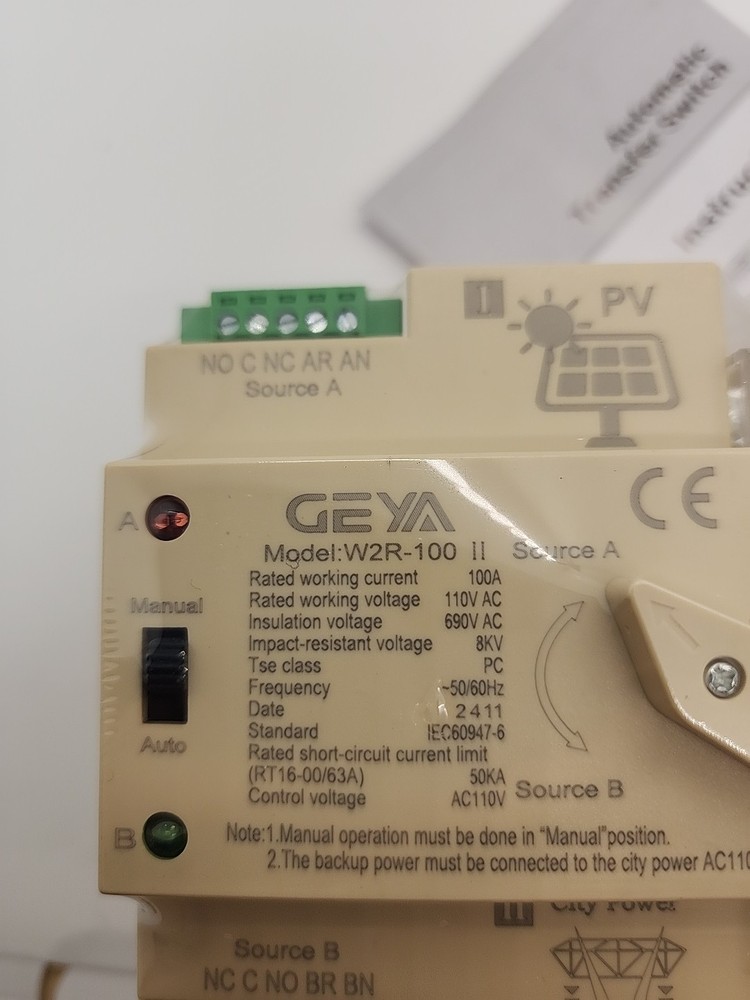 Automatic
Transfer Switch
I PV
NO C NC AR AN
Source A
A
GEYA
CE
Model:W2R-100 II
Source A
Rated working current 100A
Rated working voltage 110V AC
Manual
Insulation voltage 690V AC
Impact-resistant voltage 8KV
Tse class PC
Frequency ~50/60Hz
Date 2411
Standard IEC60947-6
Auto
Rated short-circuit current limit
(RT16-00/63A) 50KA
Control voltage AC110V
Source B
B
Note:1.Manual operation must be done in “Manual”position.
2.The backup power must be connected to the city power AC110
II City Power
Source B
NC C NO BR BN